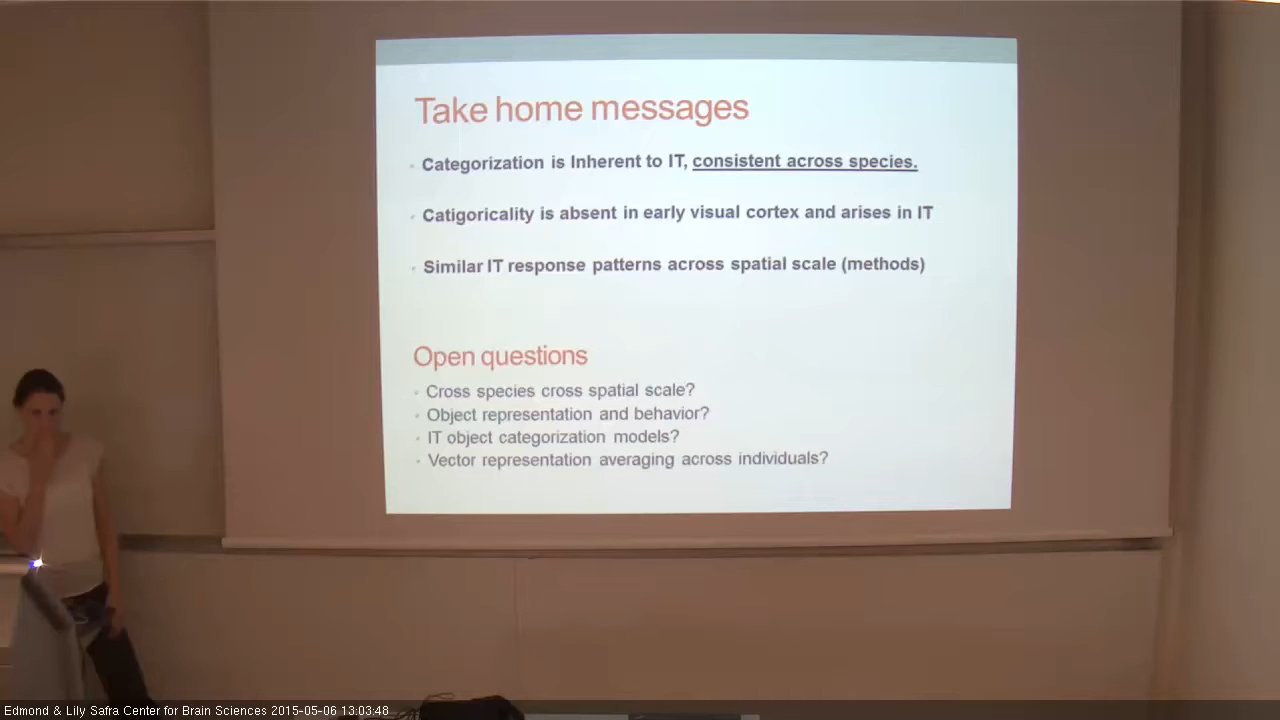 Take home messages
Categorization is Inherent to IT, consistent across species.
Catigoricality is absent in early visual cortex and arises in IT
Similar IT response patterns across spatial scale (methods)
Open questions
Cross species cross spatial scale?
Object representation and behavior?
IT object categorization models?
Vector representation averaging across individuals?
Edmond & Lily Safra Center for Brain Sciences 2015-05-06 13:03:48